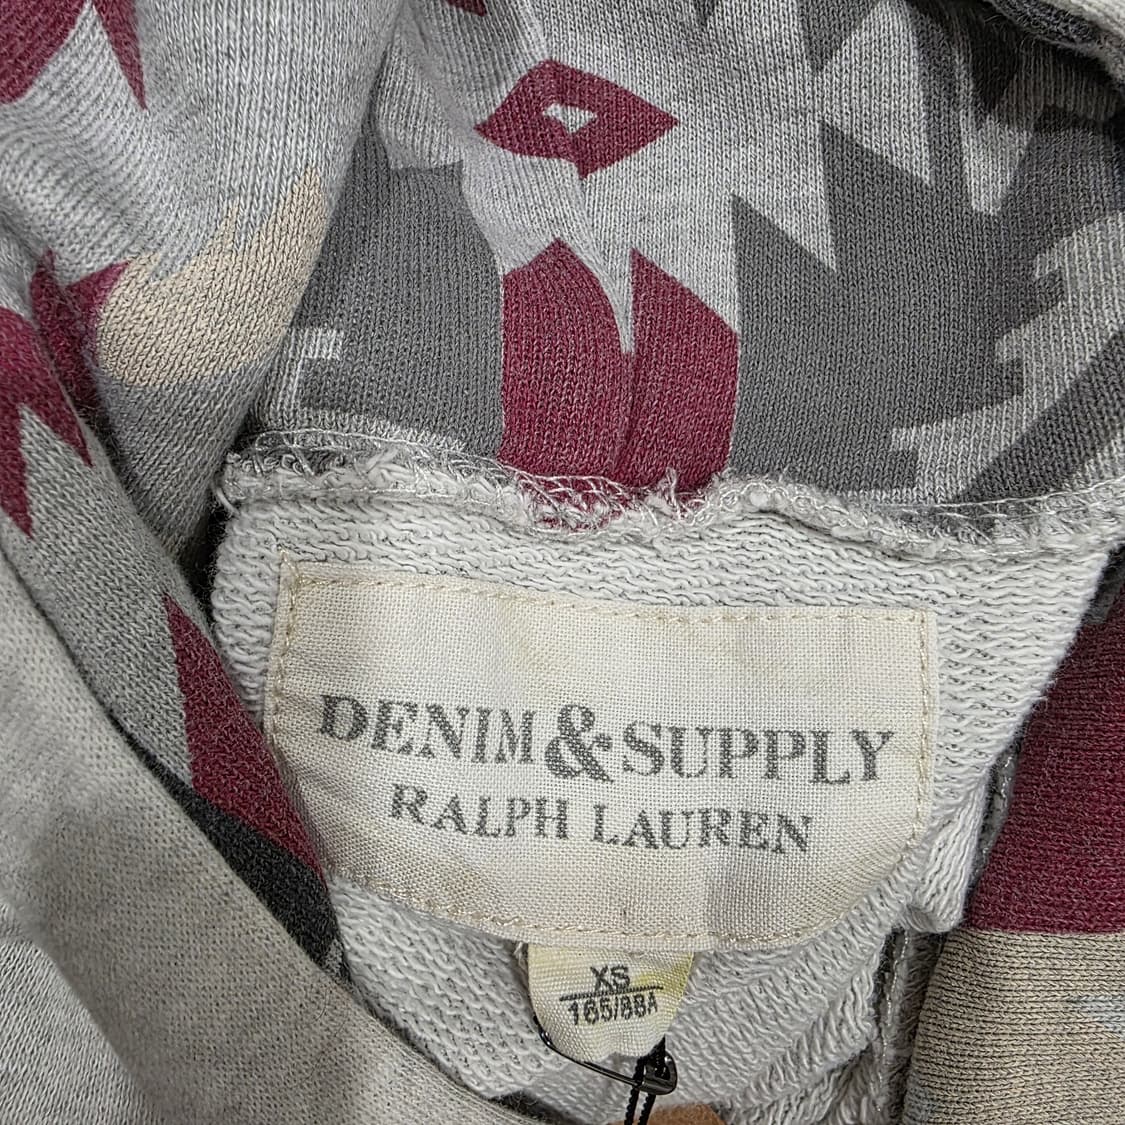 DENIM & SUPPLY
RALPH LAUREN
XS
165/88A